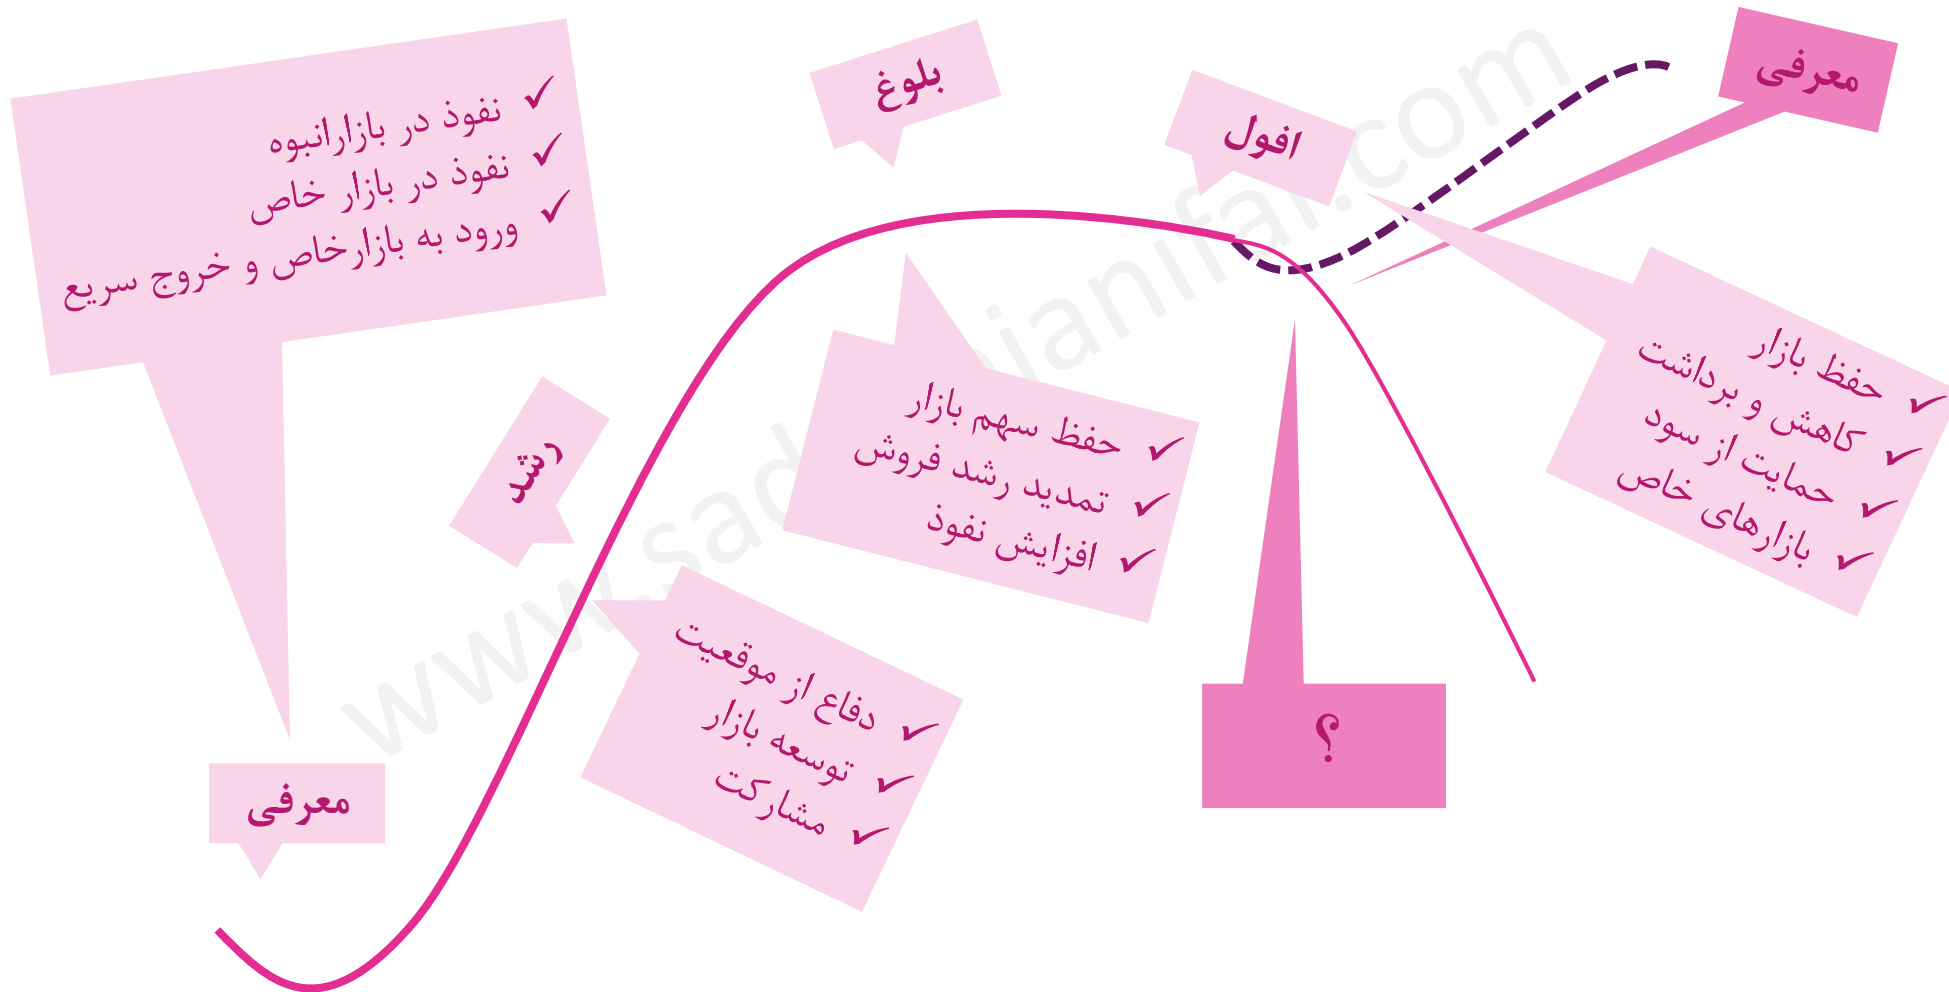 نفوذ در بازارانبوه
نفوذ در بازار خاص
ورود به بازارخاص و خروج سریع
معرفی
رشد
دفاع از موقعیت
توسعه بازار
مشارکت
بلوغ
حفظ سهم بازار
تمدید رشد فروش
افزایش نفوذ
افول
حفظ بازار
کاهش و برداشت
حمایت از سود
بازارهای خاص
معرفی
؟